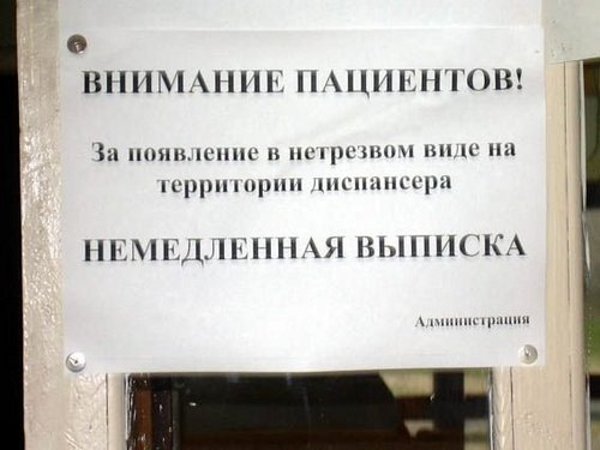 ВНИМАНИЕ ПАЦИЕНТОВ!
За появление в нетрезвом виде на
территории диспансера
НЕМЕДЛЕННАЯ ВЫПИСКА
Администрация